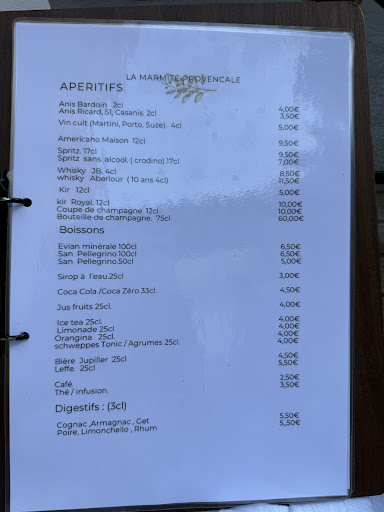 LA MARMITE PROVENCALE
APERITIFS
Anis Bardoin 2cl 4,00€
Anis Ricard, 51, Casanis. 2cl 3,50€
Vin cuit (Martini, Porto, Suze). 4cl 5,00€
Americano Maison 12cl 9,50€
Spritz. 17cl 9,50€
Spritz sans alcool. ( crodino).17cl 7,00€
Whisky JB. 4cl 8,50€
whisky Aberlour ( 10 ans 4cl) 11,50€
Kir 12cl 5,00€
kir Royal. 12cl 10,00€
Coupe de champagne 12cl 10,00€
Bouteille de champagne. 75cl 60,00€
Boissons
Evian minérale 100cl 6,50€
San Pellegrino.100cl 6,50€
San Pellegrino.50cl 5,00€
Sirop à l'eau.25cl 3,00€
Coca Cola /Coca Zéro 33cl. 4,50€
Jus fruits 25cl. 4,00€
Ice tea 25cl. 4,00€
Limonade 25cl 4,00€
Orangina 25cl. 4,00€
schweppes Tonic / Agrumes 25cl. 4,00€
Bière Jupiller 25cl 4,50€
Leffe. 25cl 5,50€
Café. 2,50€
Thé / infusion. 3,50€
Digestifs : (3cl)
Cognac ,Armagnac , Get 5,50€
Poire, Limonchello , Rhum 5,,50€